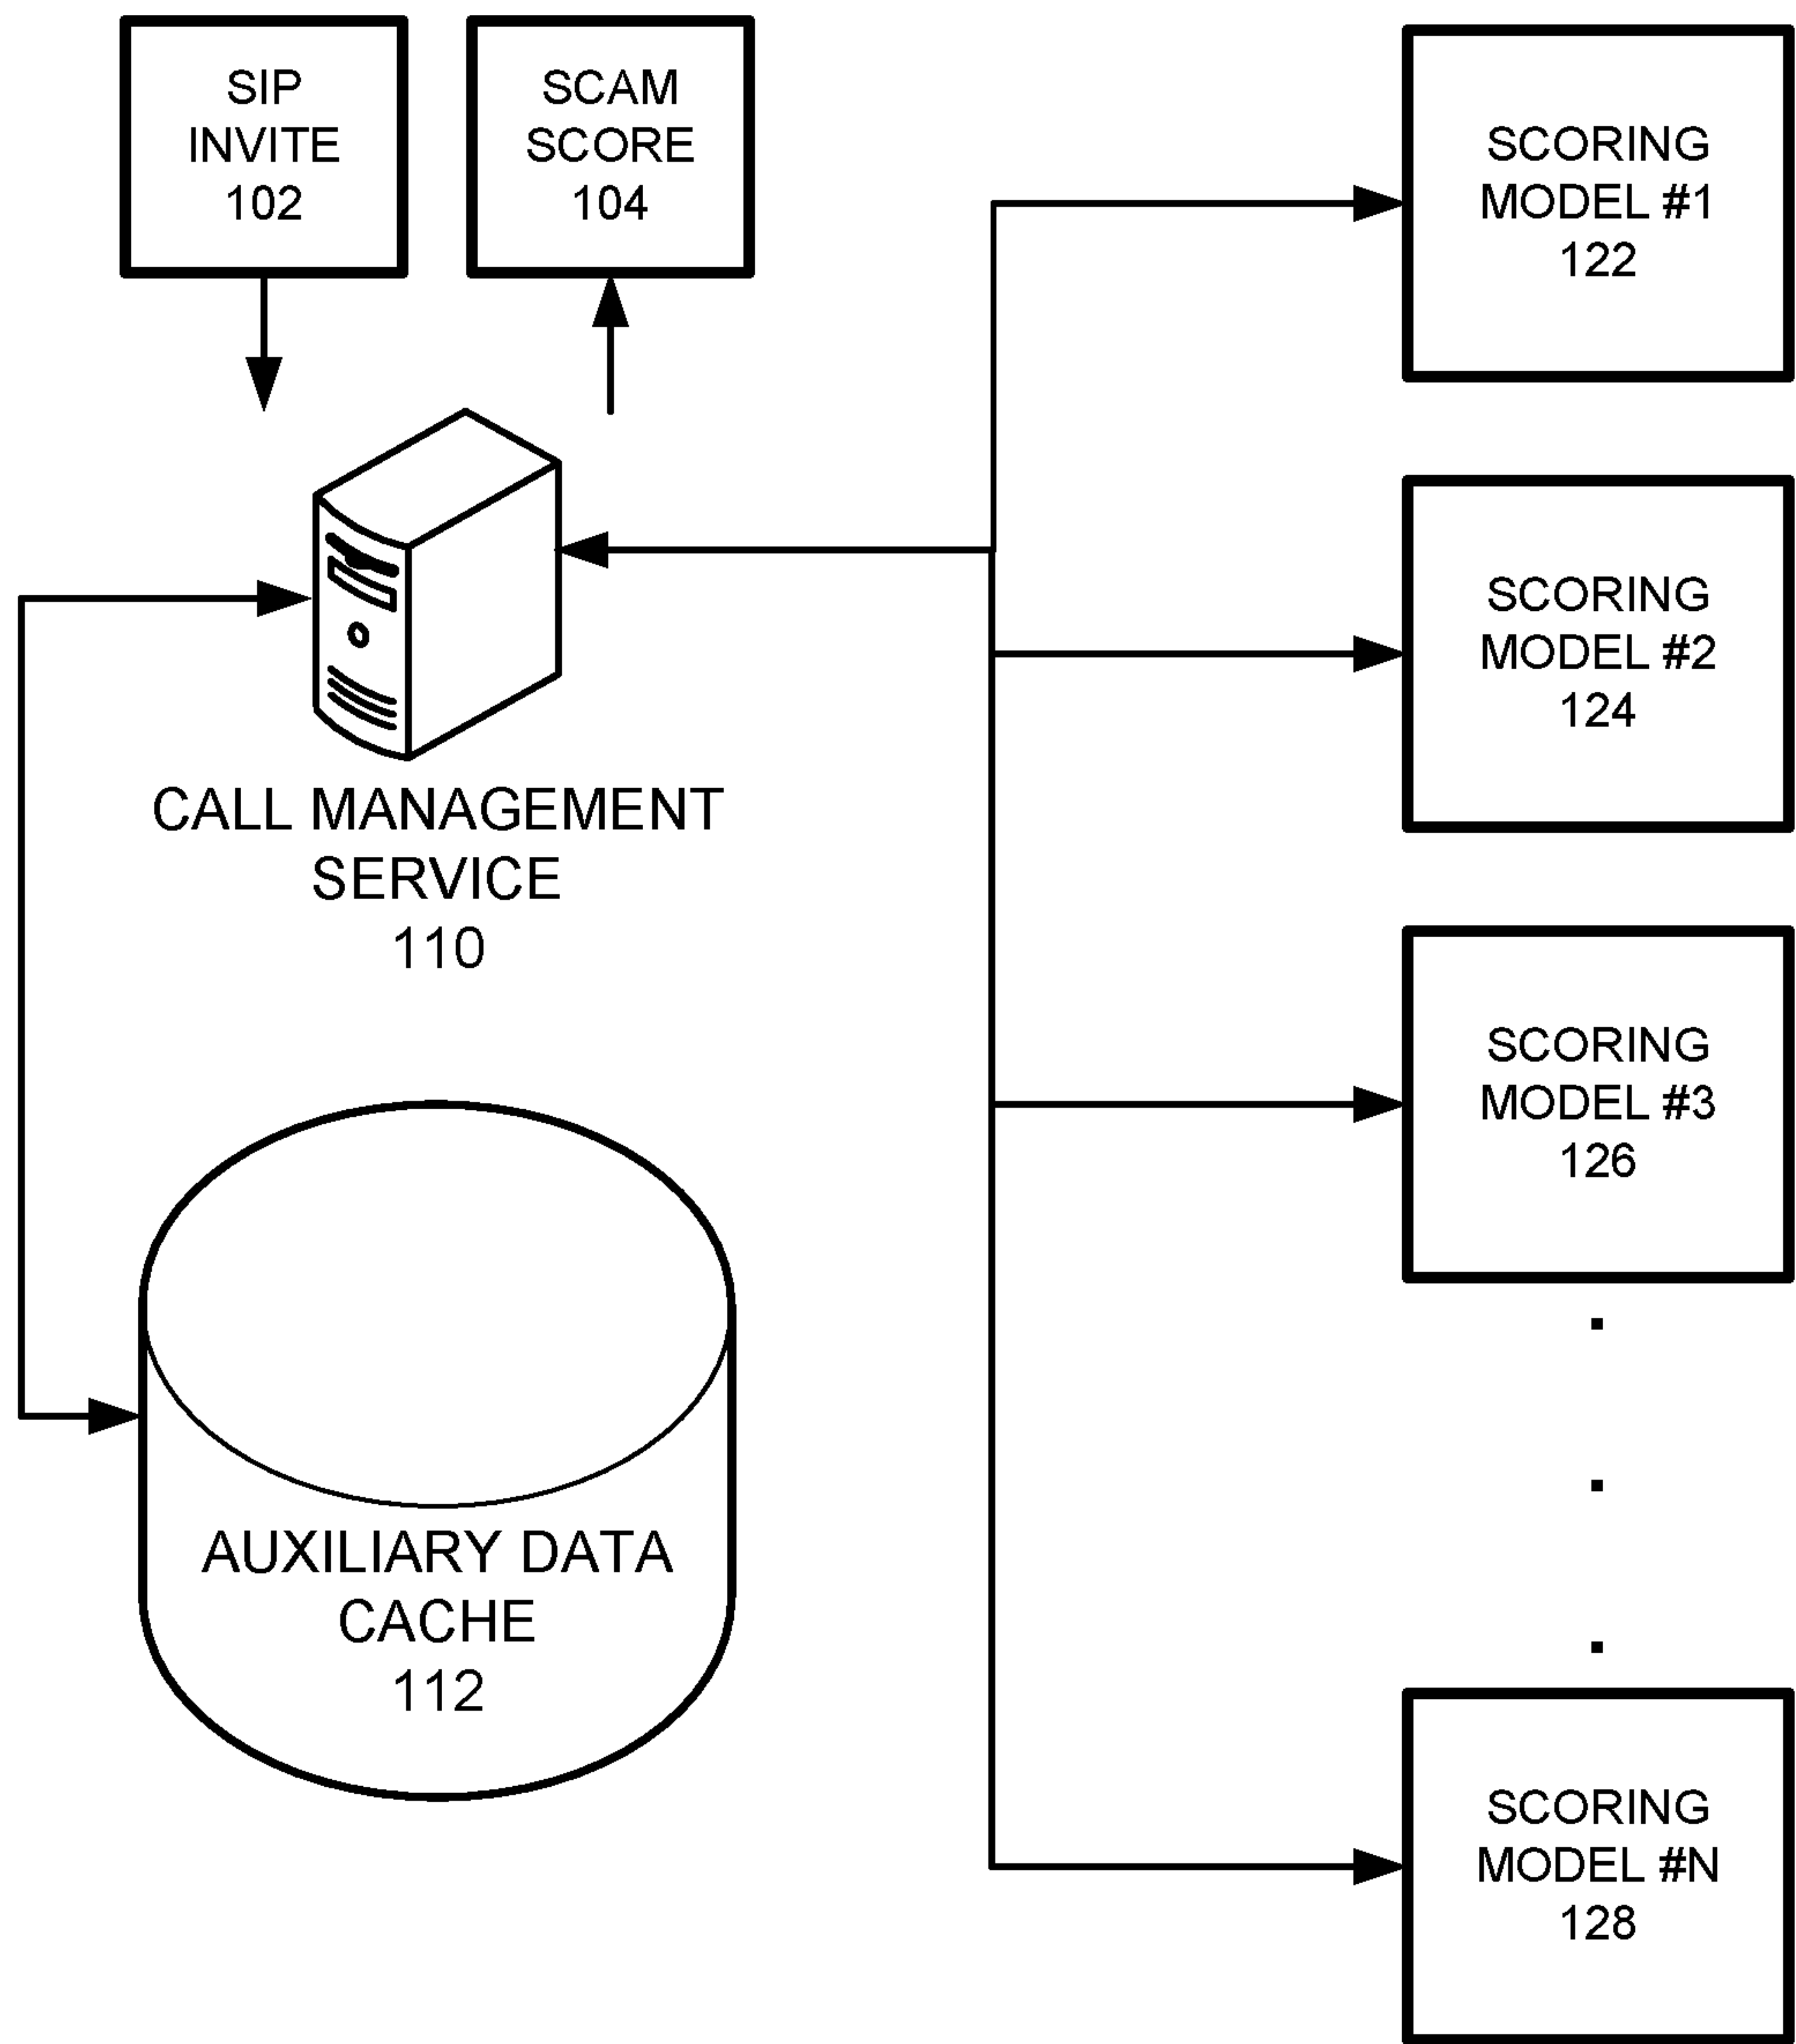 SIP
INVITE
102
SCAM
SCORE
104
SCORING
MODEL #1
122
SCORING
MODEL #2
124
CALL MANAGEMENT
SERVICE
110
SCORING
MODEL #3
126
AUXILIARY DATA
CACHE
112
SCORING
MODEL #N
128